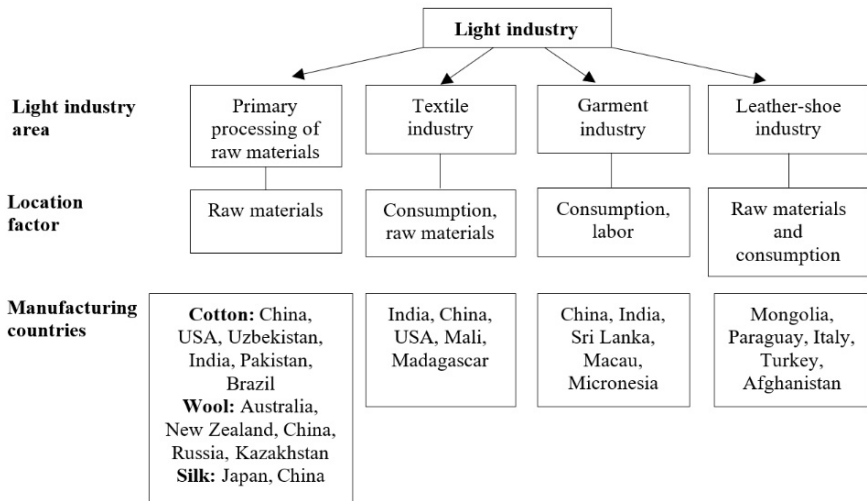 Light industry
Light industry
area
Primary
processing of
raw materials
Textile
industry
Garment
industry
Leather-shoe
industry
Location
factor
Raw materials
Consumption,
raw materials
Consumption,
labor
Raw materials
and
consumption
Manufacturing
countries
Cotton: China,
USA, Uzbekistan,
India, Pakistan,
Brazil
Wool: Australia,
New Zealand, China,
Russia, Kazakhstan
Silk: Japan, China
India, China,
USA, Mali,
Madagascar
China, India,
Sri Lanka,
Macau,
Micronesia
Mongolia,
Paraguay, Italy,
Turkey,
Afghanistan